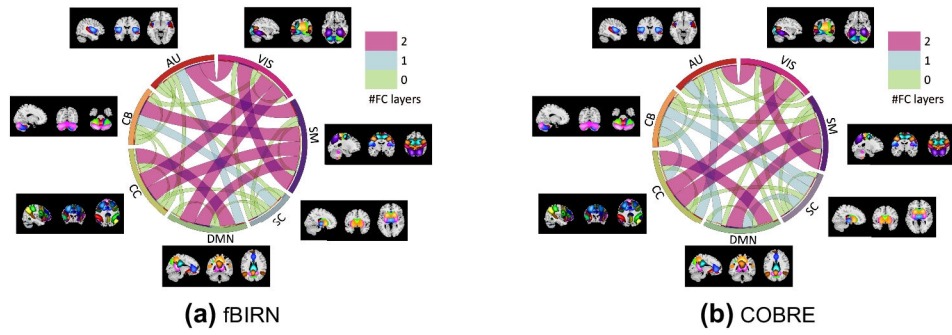 AU
VIS
SM
SC
DMN
CC
CB
2
1
0
#FC layers
(a) fBIRN
AU
VIS
SM
SC
DMN
CC
CB
2
1
0
#FC layers
(b) COBRE